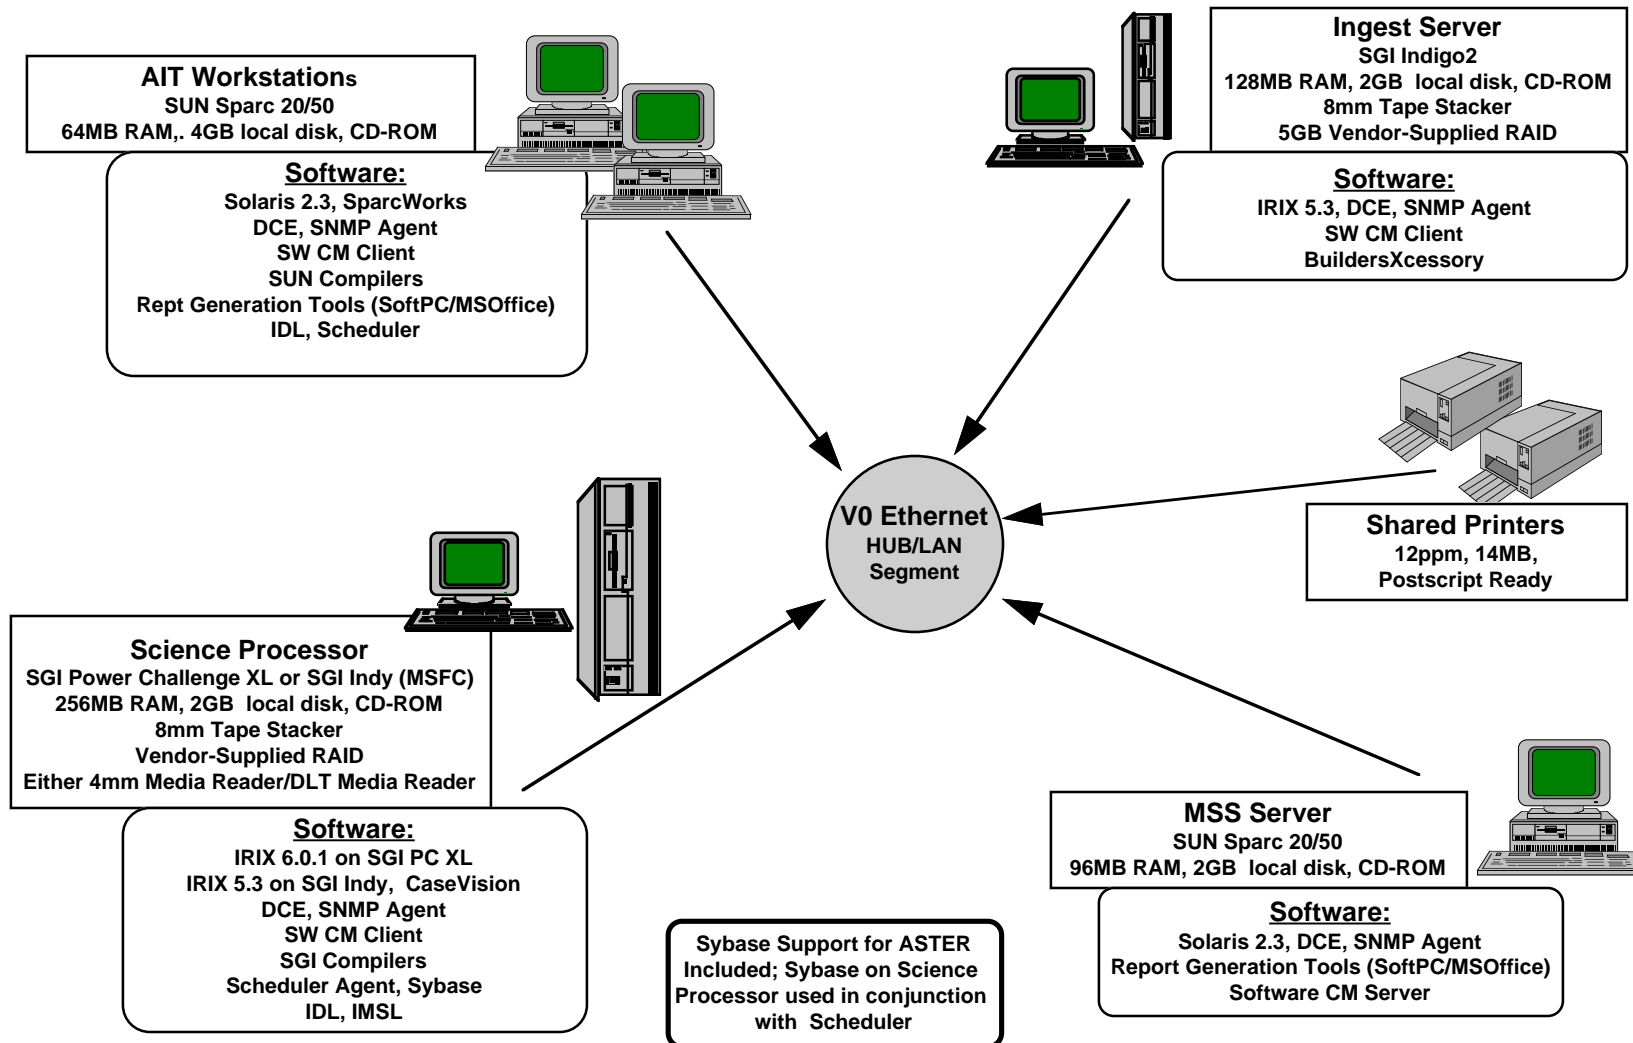 AIT Workstations
SUN Sparc 20/50
64MB RAM,. 4GB local disk, CD-ROM
Software:
Solaris 2.3, SparcWorks
DCE, SNMP Agent
SW CM Client
SUN Compilers
Rept Generation Tools (SoftPC/MSOffice)
IDL, Scheduler
Ingest Server
SGI Indigo2
128MB RAM, 2GB local disk, CD-ROM
8mm Tape Stacker
5GB Vendor-Supplied RAID
Software:
IRIX 5.3, DCE, SNMP Agent
SW CM Client
BuildersXcessory
V0 Ethernet
HUB/LAN
Segment
Shared Printers
12ppm, 14MB,
Postscript Ready
Science Processor
SGI Power Challenge XL or SGI Indy (MSFC)
256MB RAM, 2GB local disk, CD-ROM
8mm Tape Stacker
Vendor-Supplied RAID
Either 4mm Media Reader/DLT Media Reader
Software:
IRIX 6.0.1 on SGI PC XL
IRIX 5.3 on SGI Indy, CaseVision
DCE, SNMP Agent
SW CM Client
SGI Compilers
Scheduler Agent, Sybase
IDL, IMSL
Sybase Support for ASTER
Included; Sybase on Science
Processor used in conjunction
with Scheduler
MSS Server
SUN Sparc 20/50
96MB RAM, 2GB local disk, CD-ROM
Software:
Solaris 2.3, DCE, SNMP Agent
Report Generation Tools (SoftPC/MSOffice)
Software CM Server